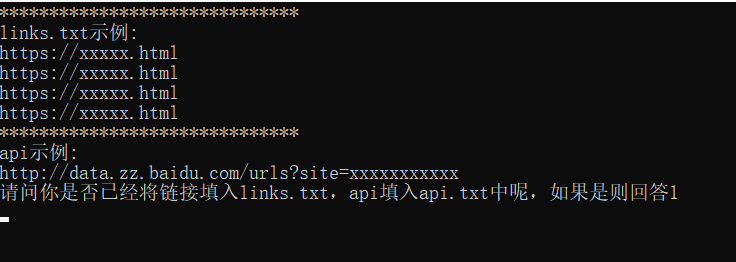 ******************************
links.txt示例:
https://xxxxx.html
https://xxxxx.html
https://xxxxx.html
https://xxxxx.html
******************************
api示例:
http://data.zz.baidu.com/urls?site=xxxxxxxxxxx
请问你是否已经将链接填入links.txt，api填入api.txt中呢，如果是则回答1